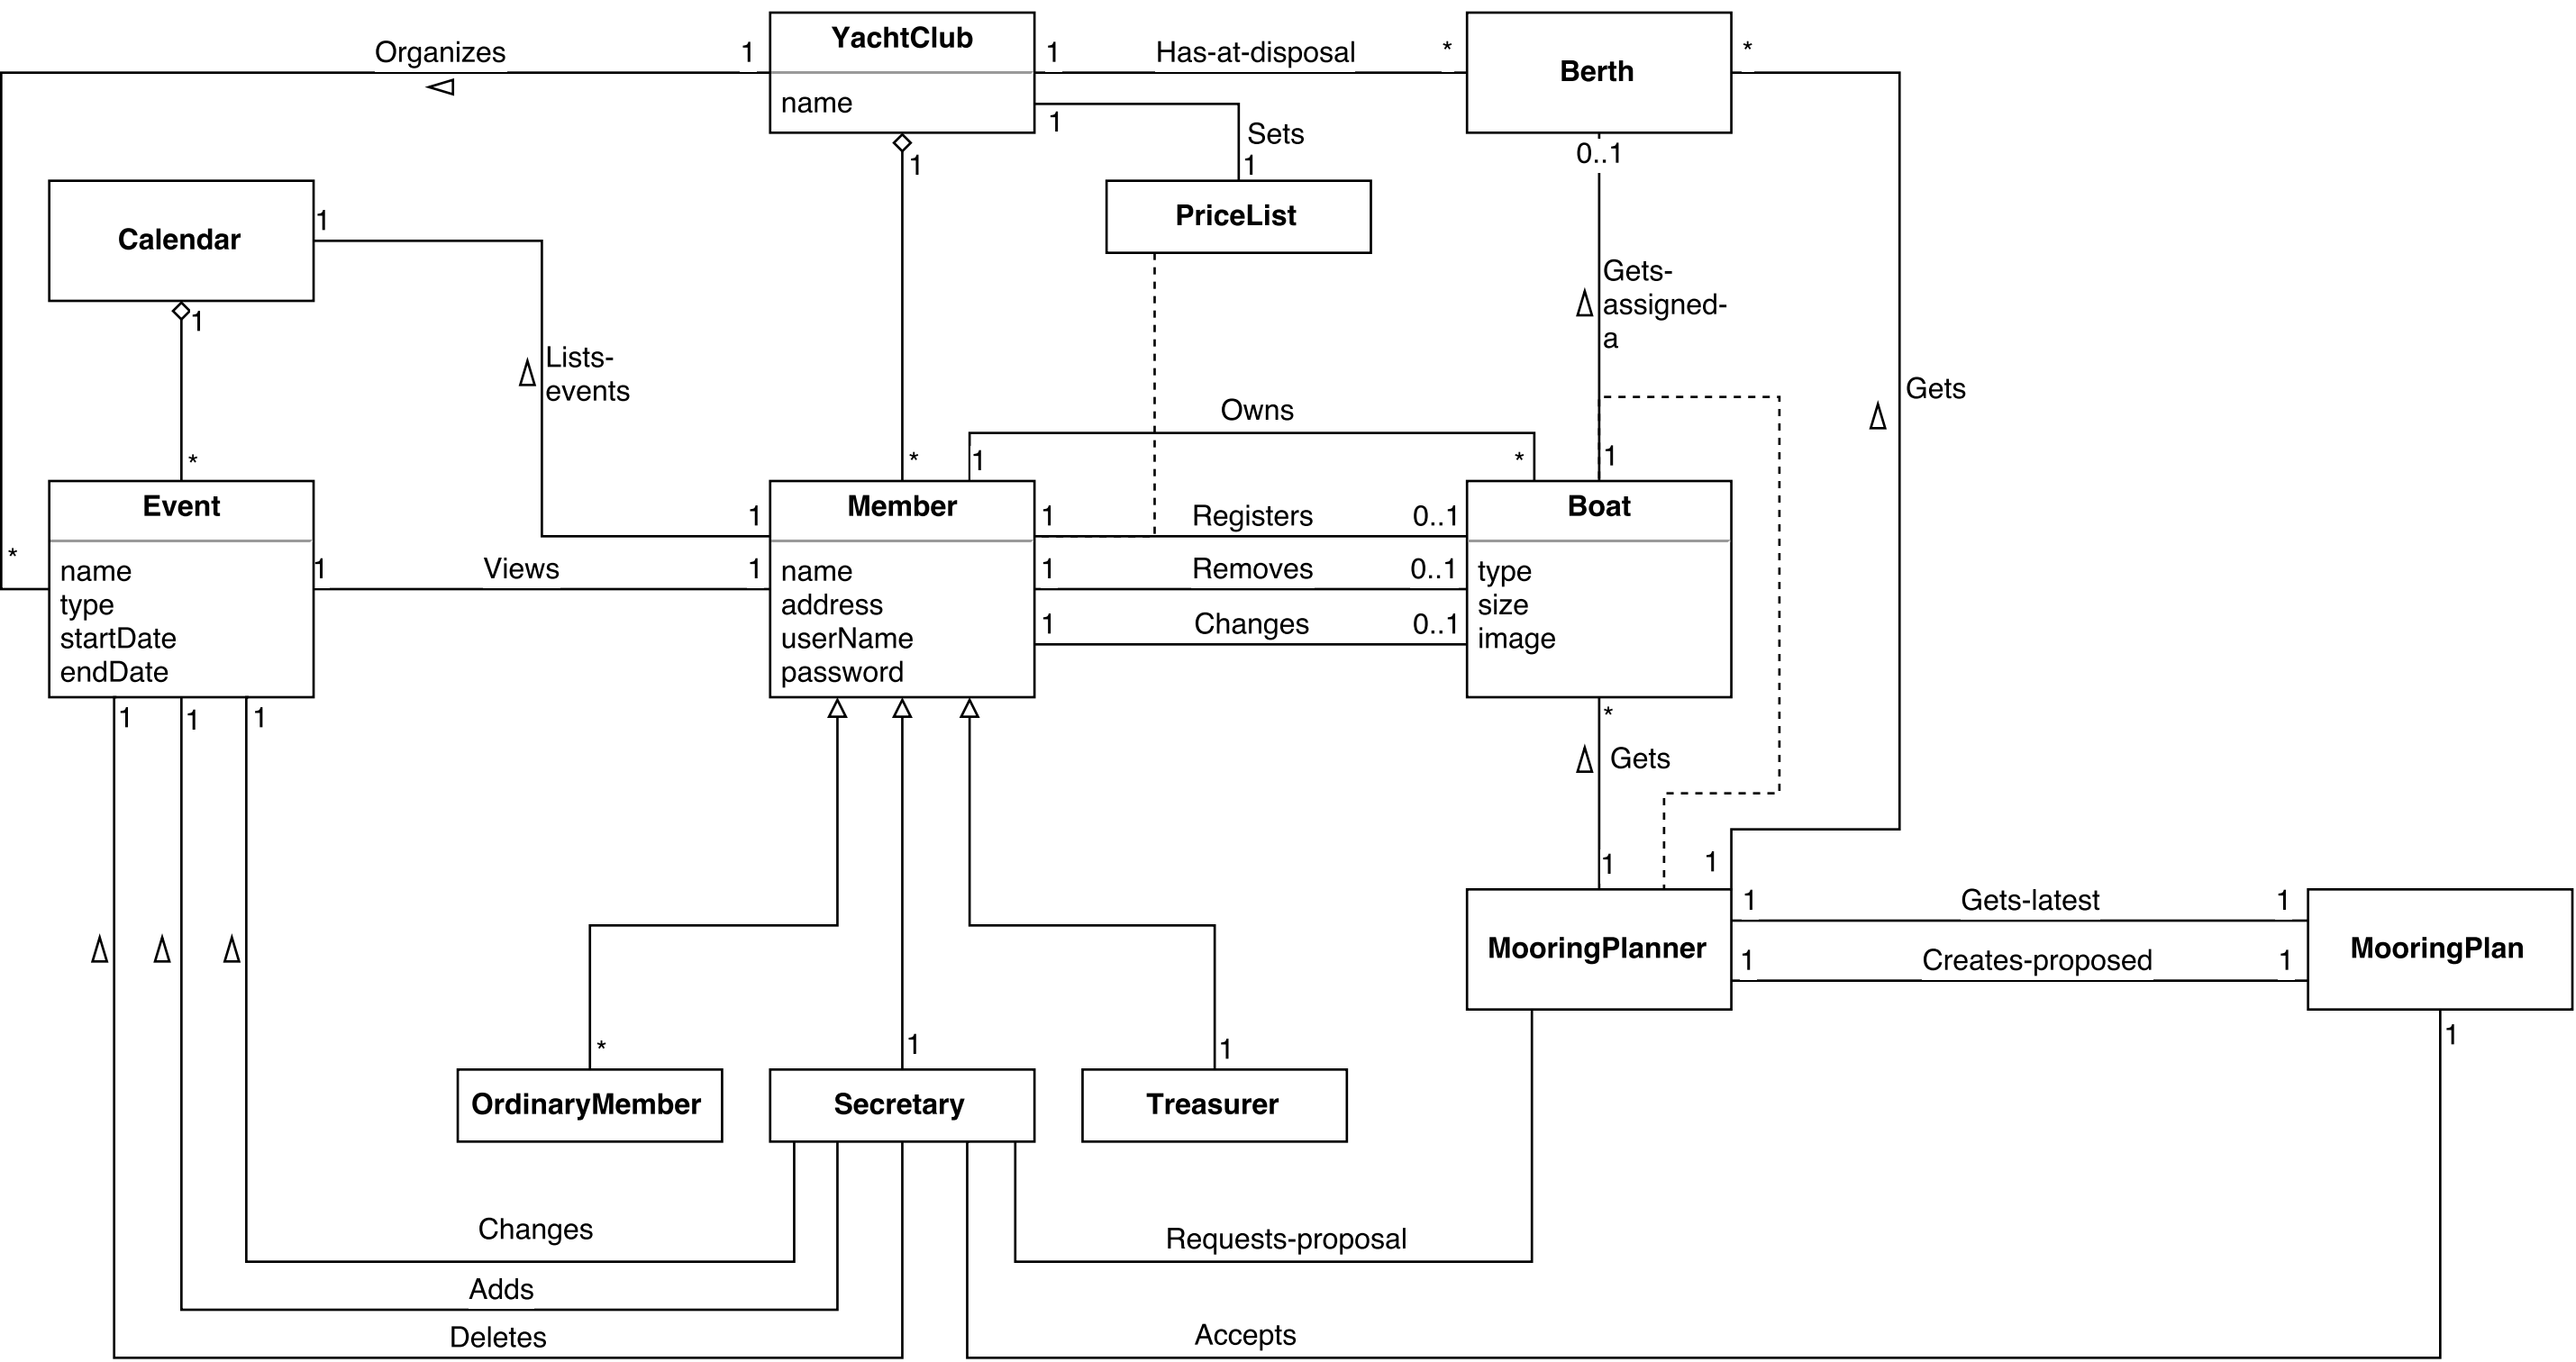 Organizes
1
YachtClub
name
1
Has-at-disposal
*
Berth
*
1
Sets
1
1
0..1
PriceList
Calendar
1
1
Lists-
events
Gets-
assigned-
a
Gets
Owns
*
*
1
*
1
Event
name
type
startDate
endDate
*
1
Views
1
1
Member
name
address
userName
password
1
Registers
0..1
1
Removes
0..1
1
Changes
0..1
Boat
type
size
image
1
1
1
*
Gets
1
1
MooringPlanner
1
Gets-latest
1
1
Creates-proposed
1
MooringPlan
1
*
1
1
OrdinaryMember
Secretary
Treasurer
Changes
Requests-proposal
Adds
Deletes
Accepts